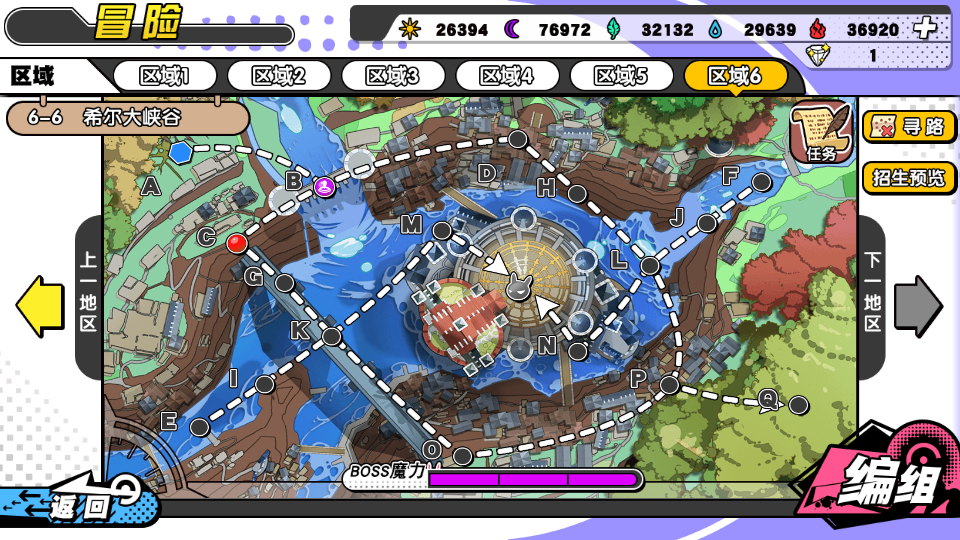 冒险
26394 76972 32132 29639 36920
1
区域 区域1 区域2 区域3 区域4 区域5 区域6
6-6 希尔大峡谷
任务
寻路
招生预览
A
B
C
D
E
F
G
H
I
J
K
L
M
N
O
P
Q
上一地区
下一地区
BOSS魔力
返回
编组